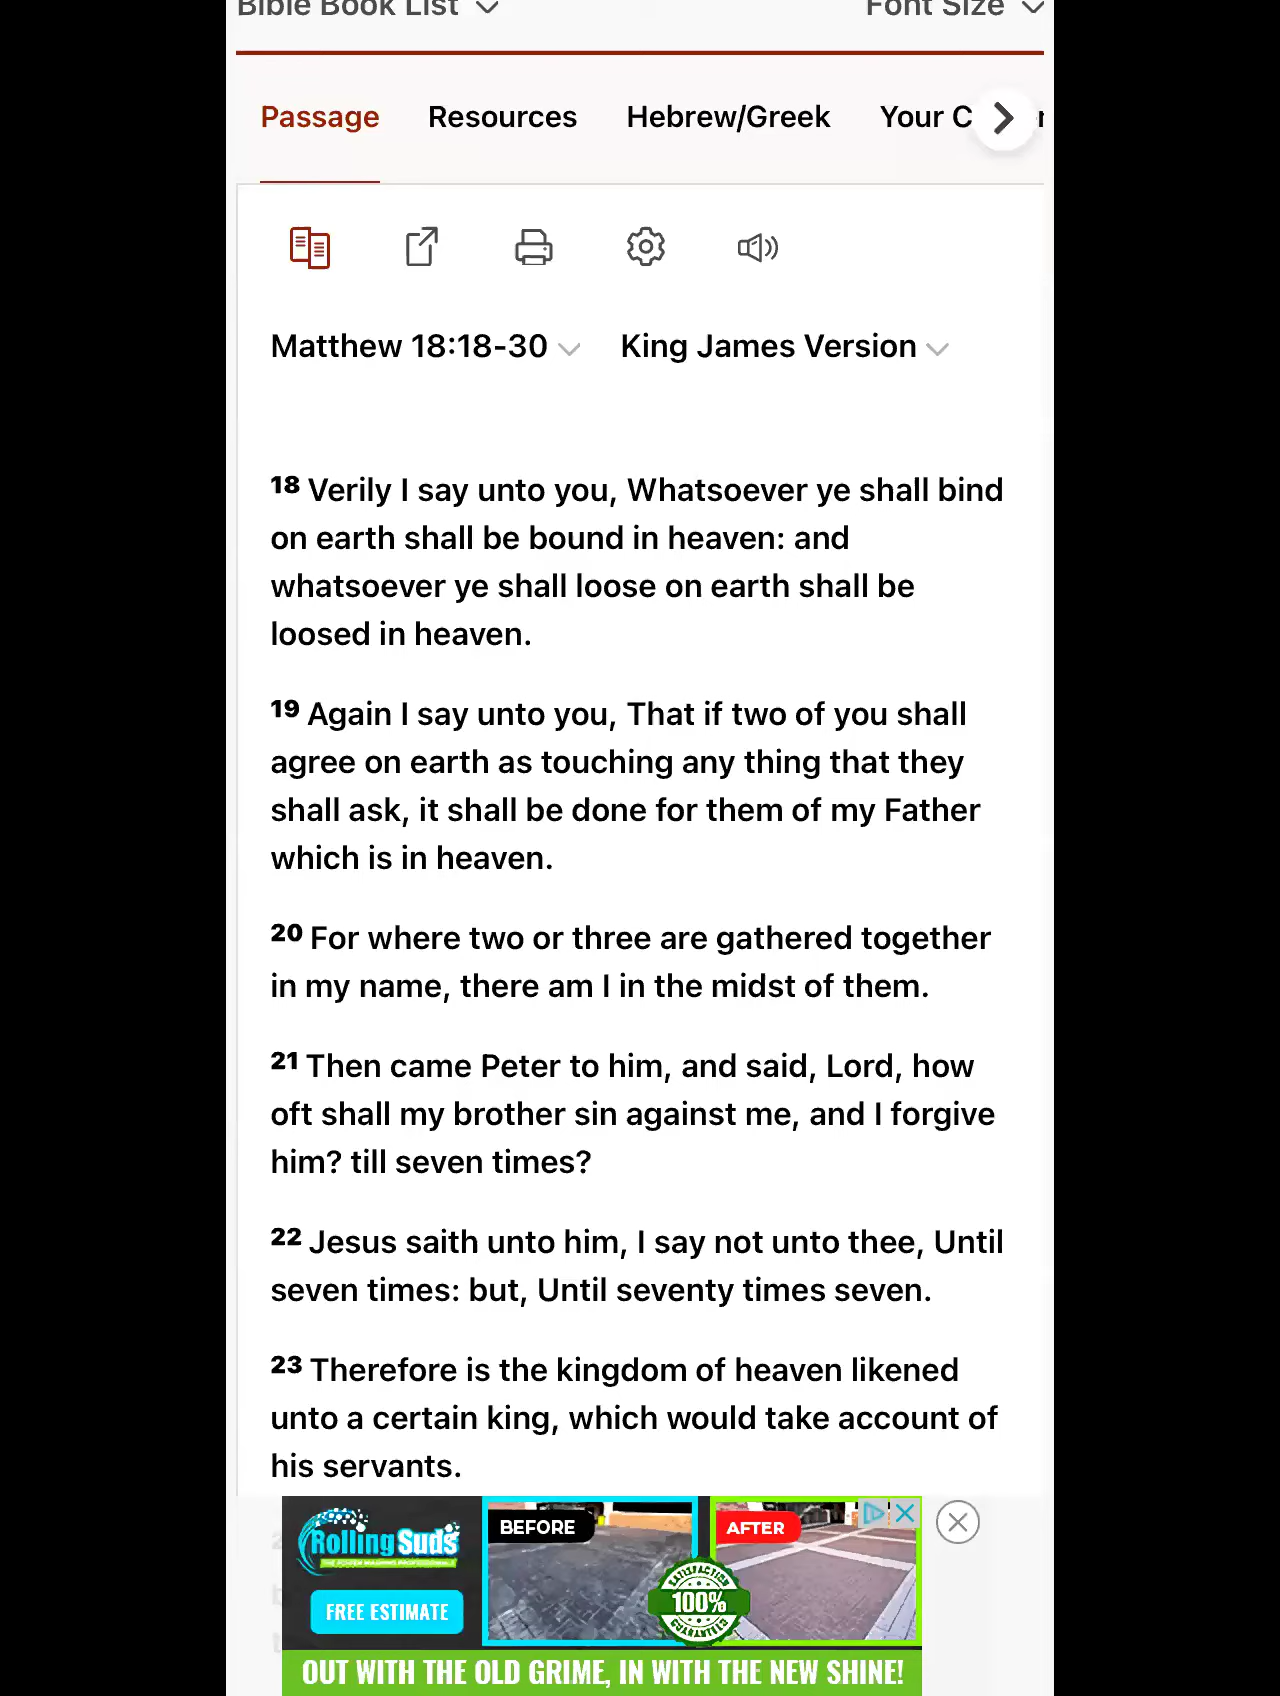 Bible Book List
Font Size
Passage
Resources
Hebrew/Greek
Your C
Matthew 18:18-30
King James Version
18 Verily I say unto you, Whatsoever ye shall bind
on earth shall be bound in heaven: and
whatsoever ye shall loose on earth shall be
loosed in heaven.
19 Again I say unto you, That if two of you shall
agree on earth as touching any thing that they
shall ask, it shall be done for them of my Father
which is in heaven.
20 For where two or three are gathered together
in my name, there am I in the midst of them.
21 Then came Peter to him, and said, Lord, how
oft shall my brother sin against me, and I forgive
him? till seven times?
22 Jesus saith unto him, I say not unto thee, Until
seven times: but, Until seventy times seven.
23 Therefore is the kingdom of heaven likened
unto a certain king, which would take account of
his servants.
Rolling Suds
THE POWER WASHING PROFESSIONALS
FREE ESTIMATE
BEFORE
AFTER
SATISFACTION
100%
GUARANTEE
OUT WITH THE OLD GRIME, IN WITH THE NEW SHINE!